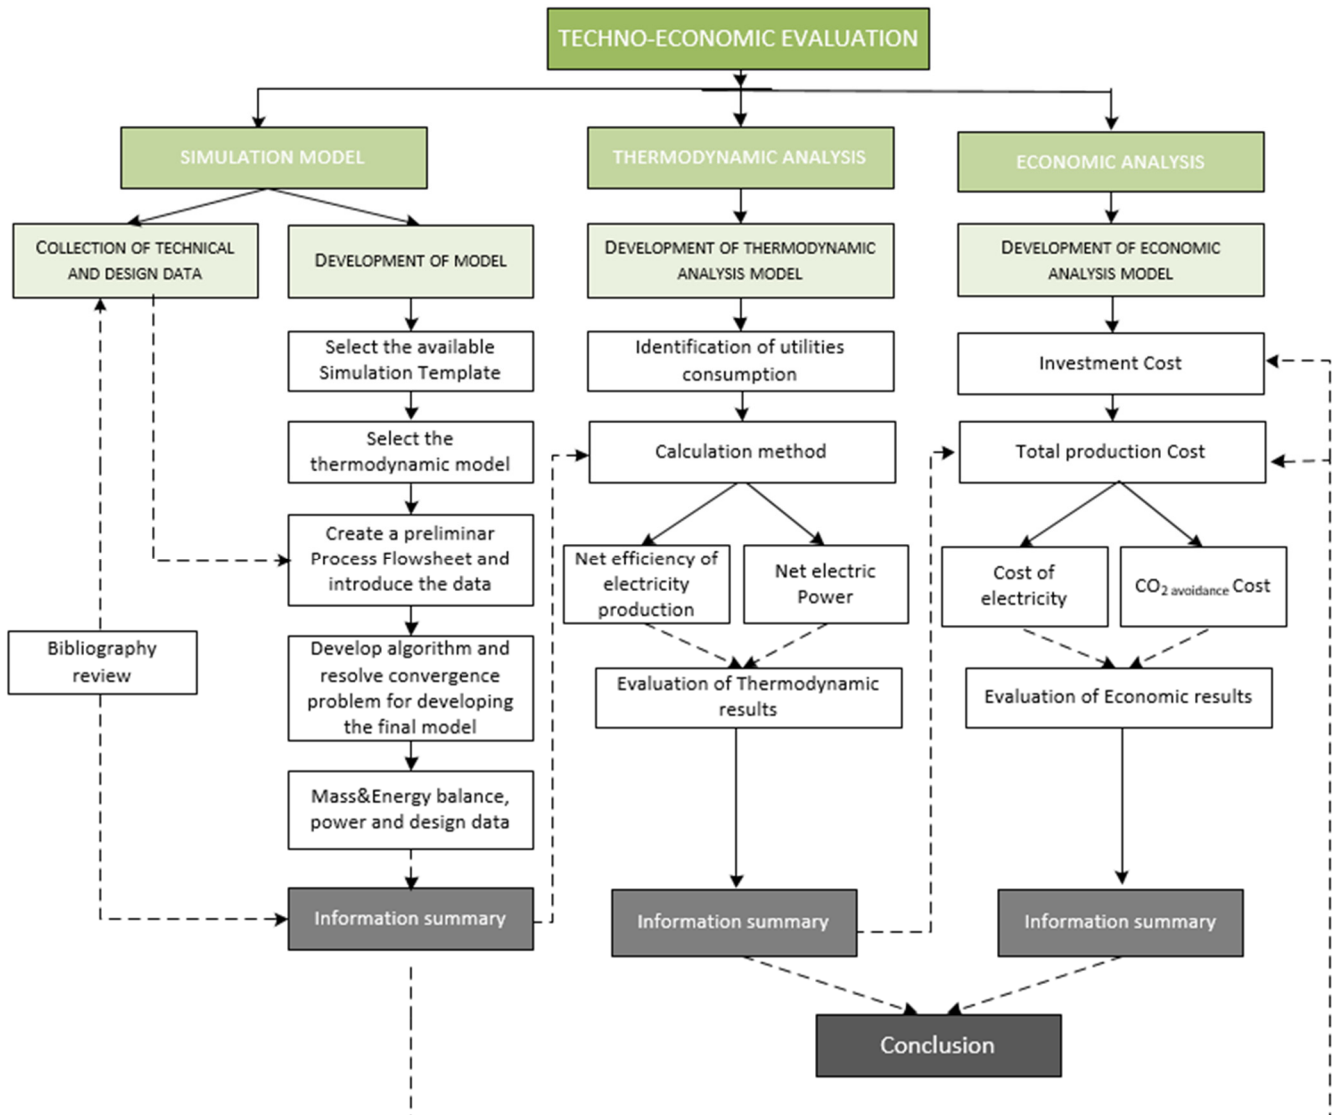 TECHNO-ECONOMIC EVALUATION
SIMULATION MODEL
THERMODYNAMIC ANALYSIS
ECONOMIC ANALYSIS
COLLECTION OF TECHNICAL
AND DESIGN DATA
DEVELOPMENT OF MODEL
DEVELOPMENT OF THERMODYNAMIC
ANALYSIS MODEL
DEVELOPMENT OF ECONOMIC
ANALYSIS MODEL
Select the available
Simulation Template
Identification of utilities
consumption
Investment Cost
Select the
thermodynamic model
Calculation method
Total production Cost
Create a preliminar
Process Flowsheet and
introduce the data
Net efficiency of
electricity
production
Net electric
Power
Cost of
electricity
CO2 avoidance Cost
Bibliography
review
Develop algorithm and
resolve convergence
problem for developing
the final model
Evaluation of Thermodynamic
results
Evaluation of Economic results
Mass&Energy balance,
power and design data
Information summary
Information summary
Information summary
Conclusion